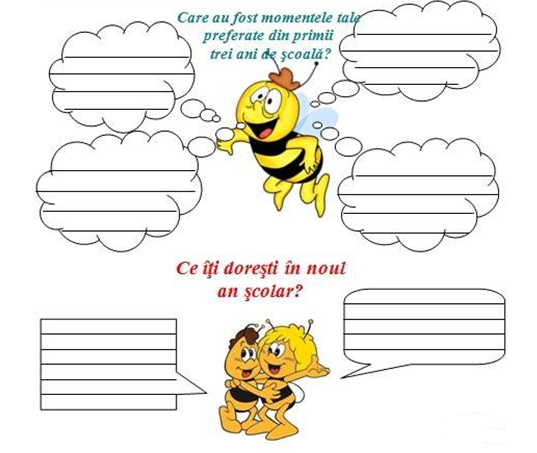 Care au fost momentele tale
preferate din primii
trei ani de şcoală?
Ce îţi doreşti în noul
an şcolar?